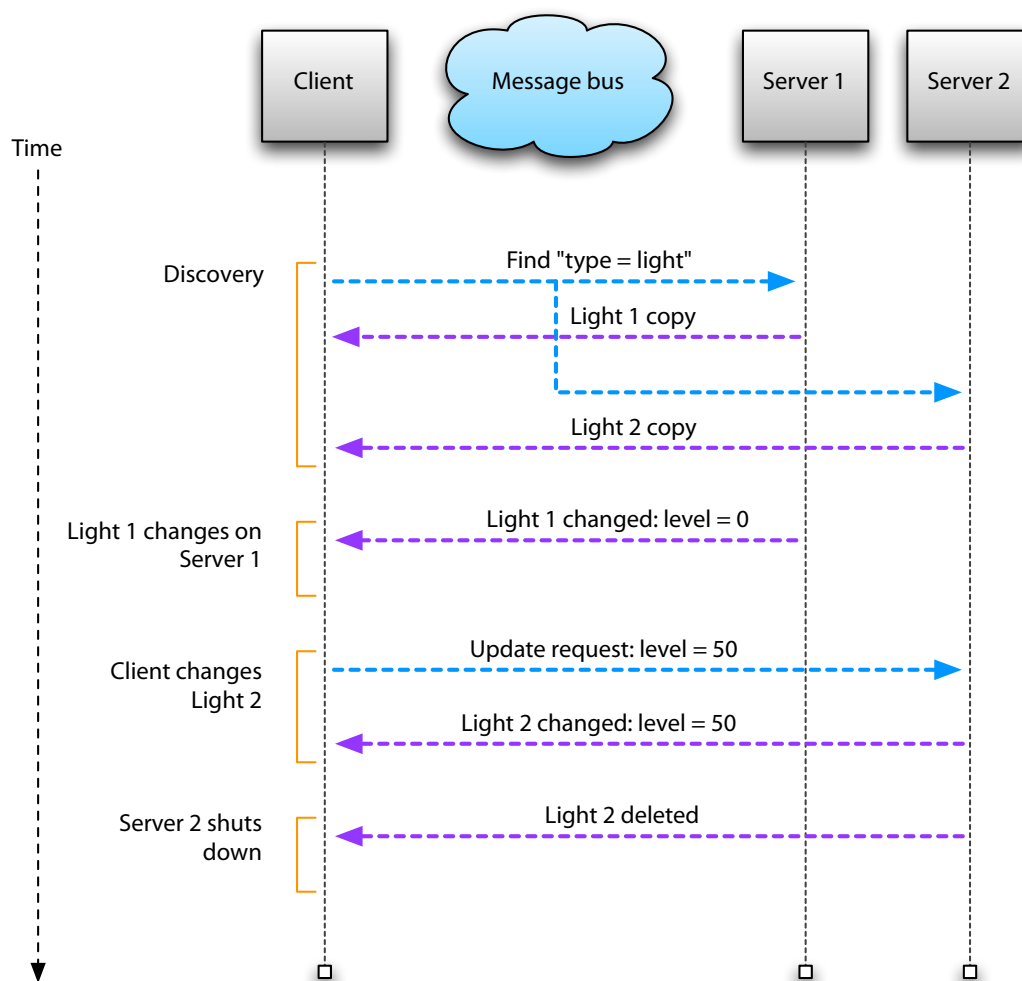 Client
Message bus
Server 1
Server 2
Time
Discovery
Find "type = light"
Light 1 copy
Light 2 copy
Light 1 changes on
Server 1
Light 1 changed: level = 0
Client changes
Light 2
Update request: level = 50
Light 2 changed: level = 50
Server 2 shuts
down
Light 2 deleted